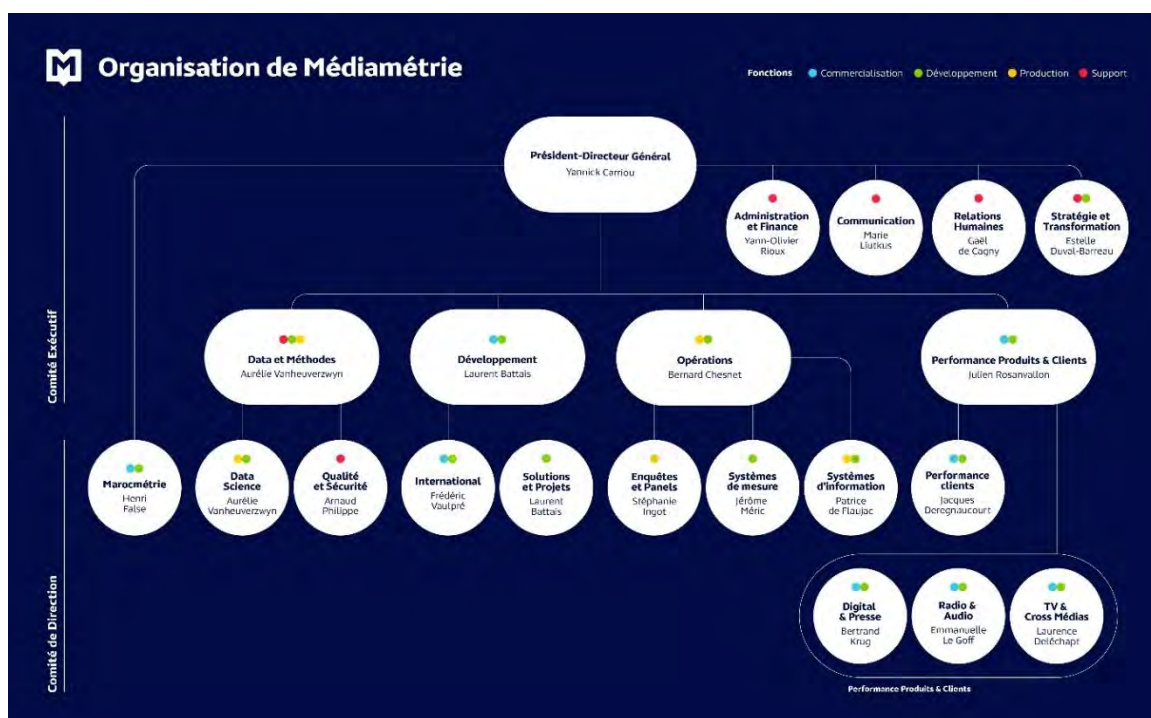 M Organisation de Médiamétrie
Fonctions Commercialisation Développement Production Support
Président-Directeur Général
Yannick Carriou
Administration
et Finance
Yann-Olivier
Rioux
Communication
Marie
Liutkus
Relations
Humaines
Gaël
de Cagny
Stratégie et
Transformation
Estelle
Duval-Barreau
Comité Exécutif
Data et Méthodes
Aurélie Vanheuverzwyn
Développement
Laurent Battais
Opérations
Bernard Chesnet
Performance Produits & Clients
Julien Rosanvallon
Comité de Direction
Marocmétrie
Henri
False
Data
Science
Aurélie
Vanheuverzwyn
Qualité
et Sécurité
Arnaud
Philippe
International
Frédéric
Vaulpré
Solutions
et Projets
Laurent
Battais
Enquêtes
et Panels
Stéphanie
Ingot
Systèmes
de mesure
Jérôme
Méric
Systèmes
d'information
Patrice
de Flaujac
Performance
clients
Jacques
Deregnaucourt
Digital
& Presse
Bertrand
Krug
Radio &
Audio
Emmanuelle
Le Goff
TV &
Cross Médias
Laurence
Deléchapt
Performance Produits & Clients